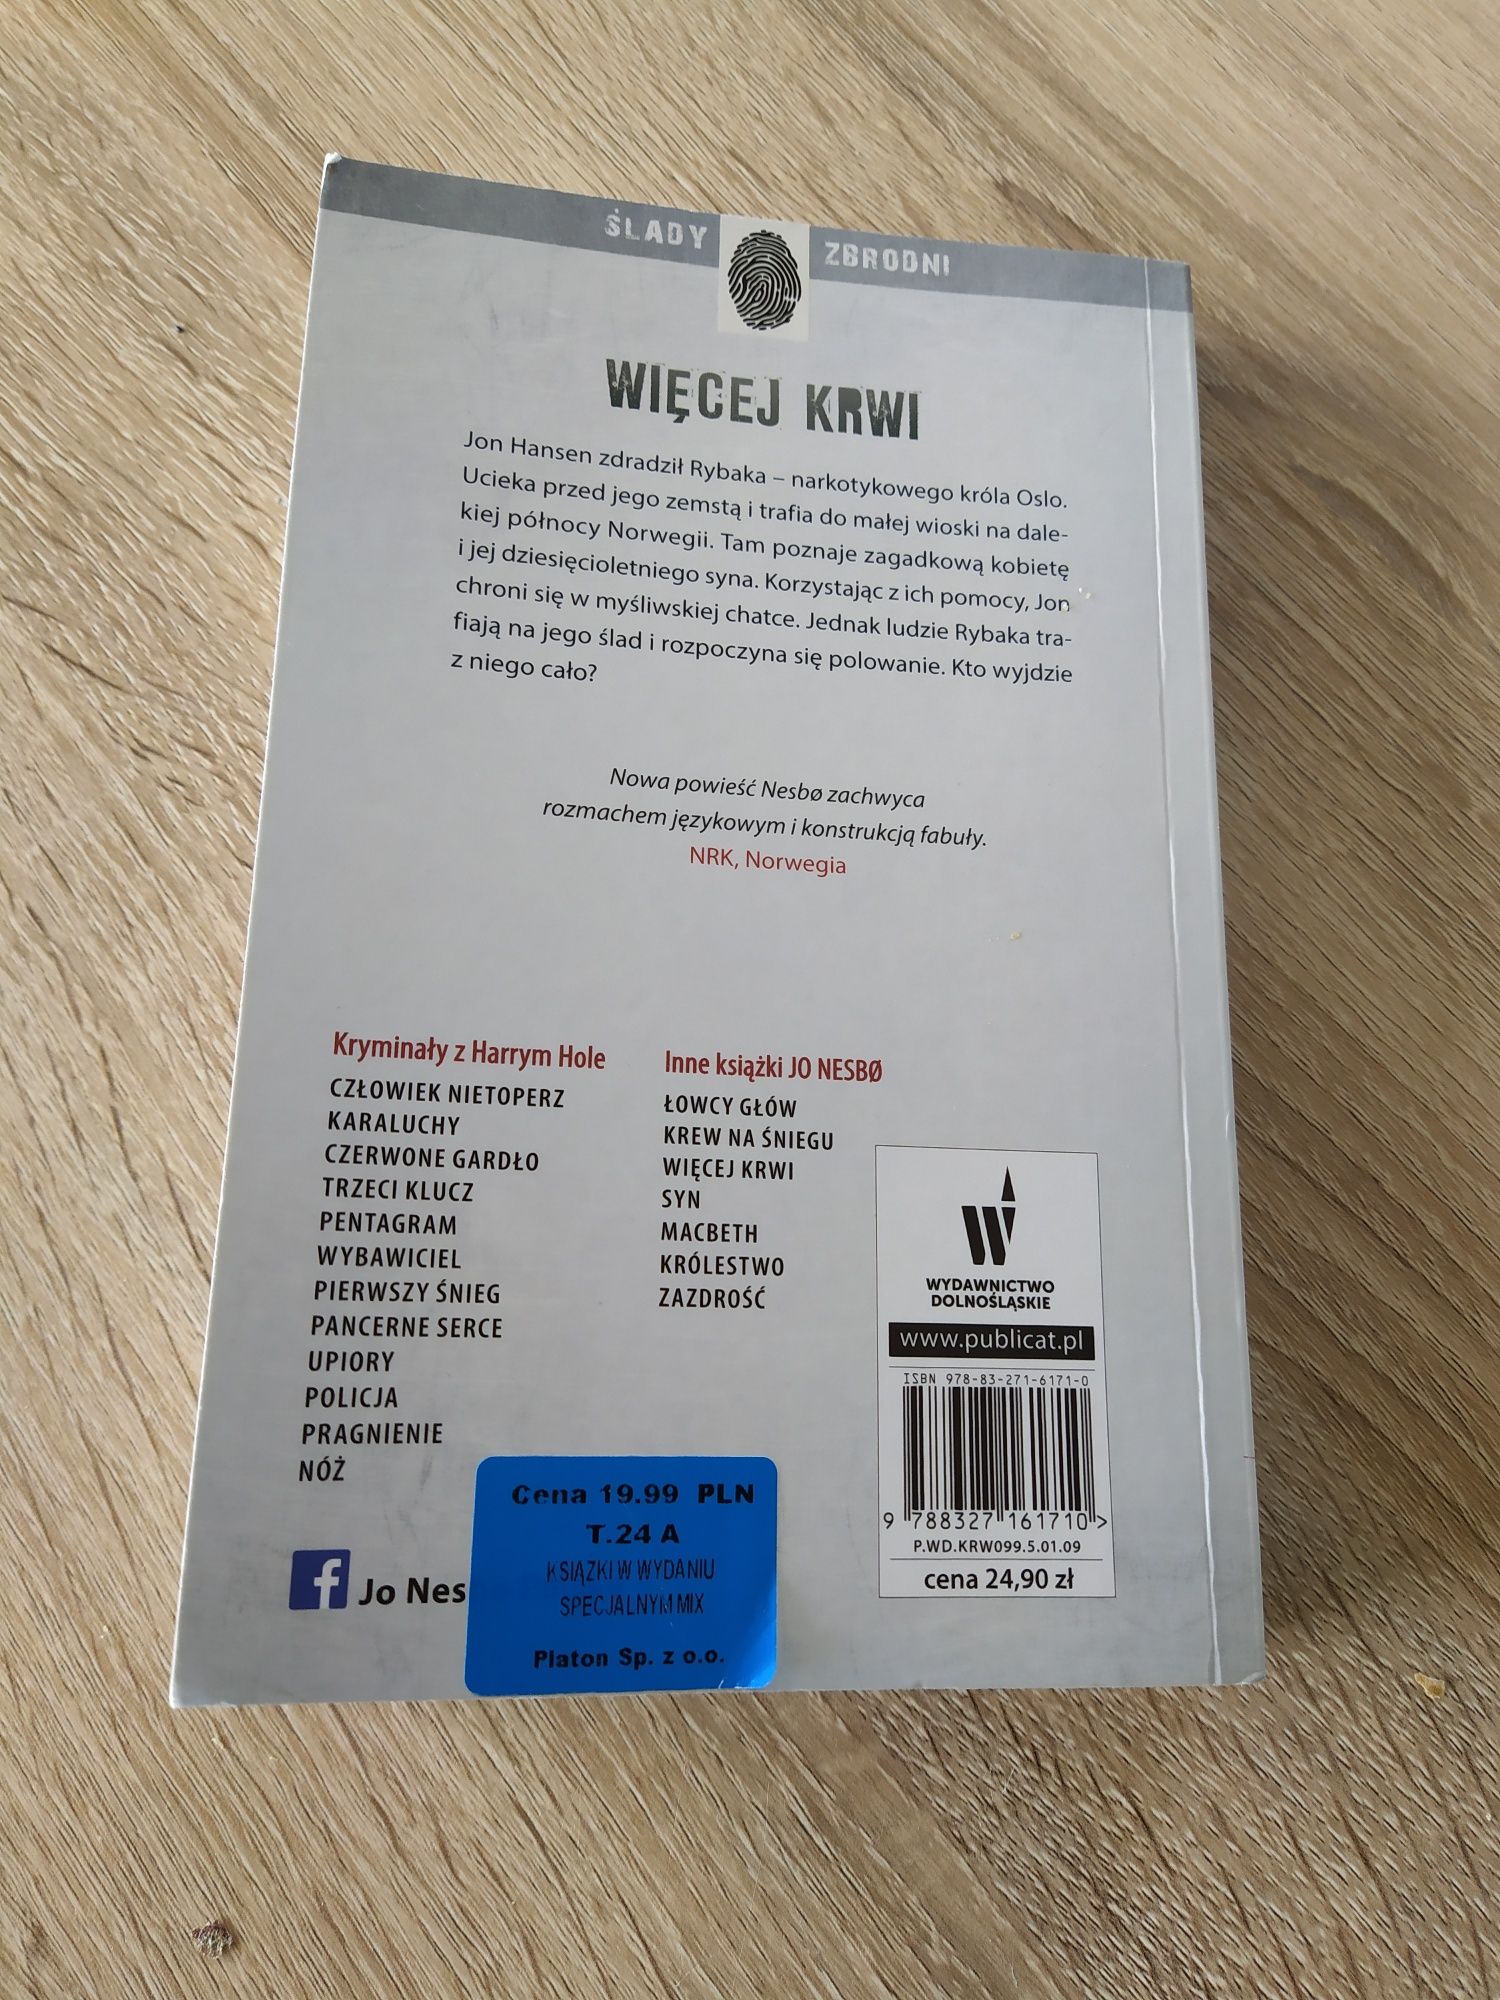 ŚLADY ZBRODNI
WIĘCEJ KRWI
Jon Hansen zdradził Rybaka – narkotykowego króla Oslo.
Ucieka przed jego zemstą i trafia do małej wioski na dale-
kiej północy Norwegii. Tam poznaje zagadkową kobietę
i jej dziesięcioletniego syna. Korzystając z ich pomocy, Jon
chroni się w myśliwskiej chatce. Jednak ludzie Rybaka tra-
fiają na jego ślad i rozpoczyna się polowanie. Kto wyjdzie
z niego cało?
Nowa powieść Nesbø zachwyca
rozmachem językowym i konstrukcją fabuły.
NRK, Norwegia
Kryminały z Harrym Hole
CZŁOWIEK NIETOPERZ
KARALUCHY
CZERWONE GARDŁO
TRZECI KLUCZ
PENTAGRAM
WYBAWICIEL
PIERWSZY ŚNIEG
PANCERNE SERCE
UPIORY
POLICJA
PRAGNIENIE
NÓŻ
Inne książki JO NESBØ
ŁOWCY GŁÓW
KREW NA ŚNIEGU
WIĘCEJ KRWI
SYN
MACBETH
KRÓLESTWO
ZAZDROŚĆ
WYDAWNICTWO
DOLNOŚLĄSKIE
www.publicat.pl
ISBN 978-83-271-6171-0
9 788327 161710 >
P.WD.KRW099.5.01.09
cena 24,90 zł
f Jo Nes
Cena 19.99 PLN
T.24 A
KSIĄZKI W WYDANIU
SPECJALNYM MIX
Platon Sp. z o.o.